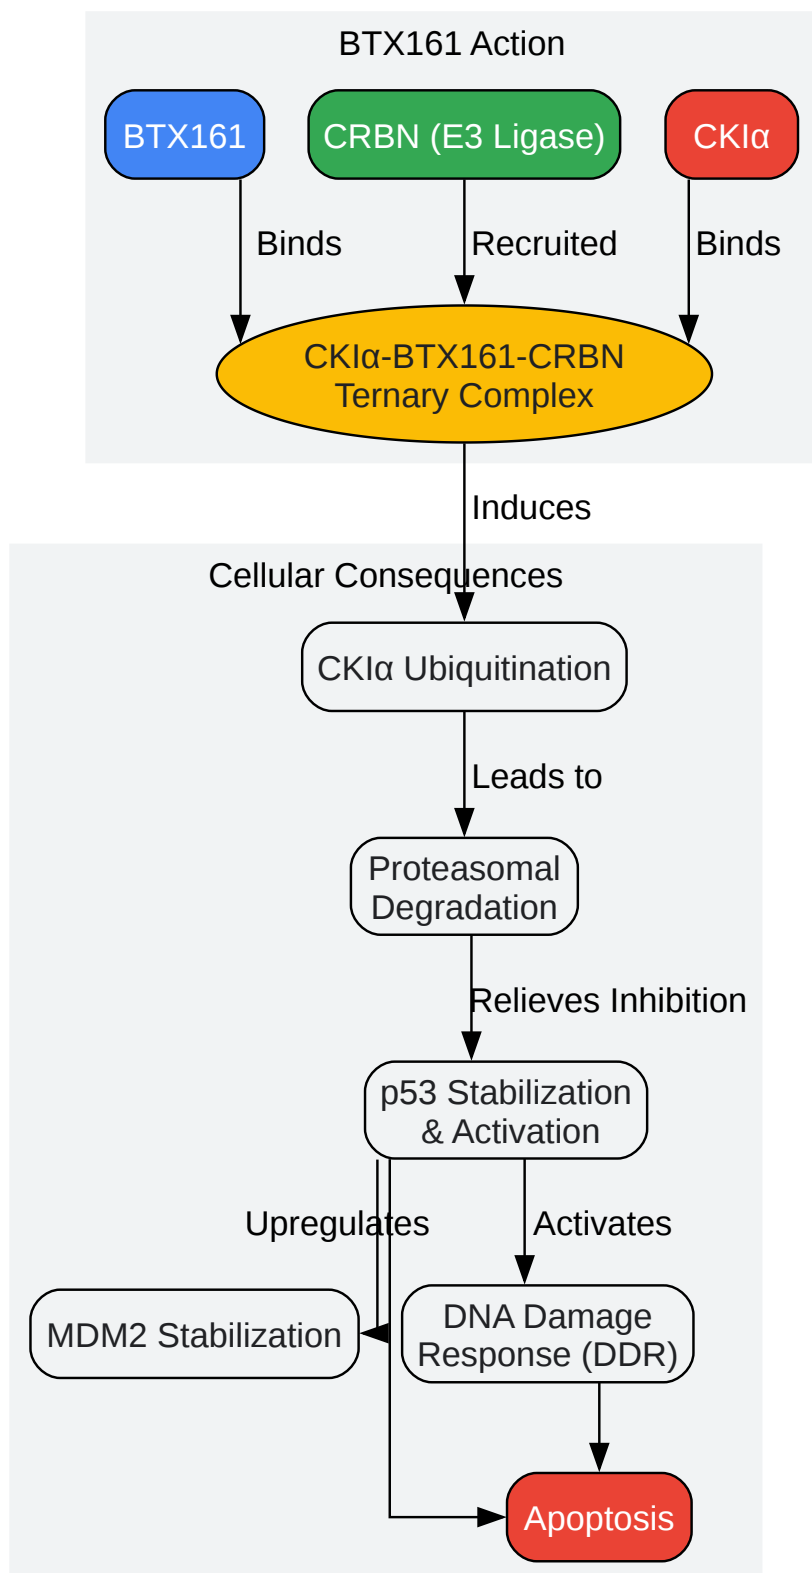 BTX161 Action
BTX161
CRBN (E3 Ligase)
CKIα
Binds
Recruited
Binds
CKIα-BTX161-CRBN
Ternary Complex
Induces
Cellular Consequences
CKIα Ubiquitination
Leads to
Proteasomal
Degradation
Relieves Inhibition
p53 Stabilization
& Activation
Upregulates
Activates
MDM2 Stabilization
DNA Damage
Response (DDR)
Apoptosis